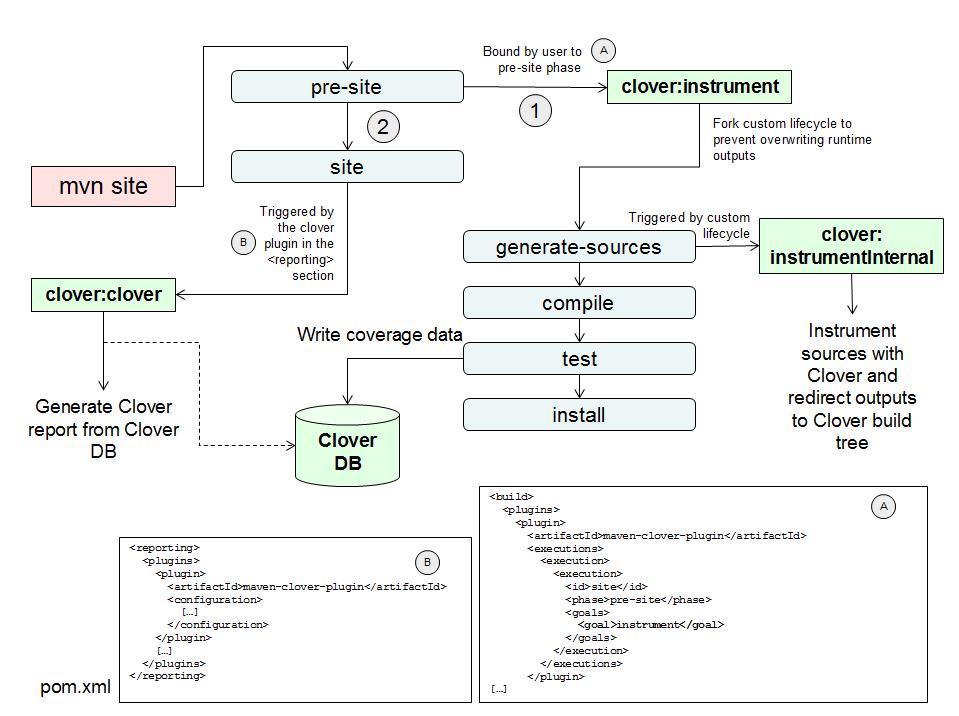 Bound by user to
pre-site phase
A
pre-site
clover:instrument
1
2
Fork custom lifecycle to
prevent overwriting runtime
outputs
site
mvn site
Triggered by
the clover
plugin in the
<reporting>
section
B
Triggered by custom
lifecycle
generate-sources
clover:
instrumentInternal
clover:clover
compile
Write coverage data
test
Instrument
sources with
Clover and
redirect outputs
to Clover build
tree
install
Generate Clover
report from Clover
DB
Clover
DB
<build>
<plugins>
<plugin>
<artifactId>maven-clover-plugin</artifactId>
<executions>
<execution>
<execution>
<id>site</id>
<phase>pre-site</phase>
<goals>
<goal>instrument</goal>
</goals>
</execution>
</executions>
</plugin>
[…]
A
<reporting>
<plugins>
<plugin>
<artifactId>maven-clover-plugin</artifactId>
<configuration>
[…]
</configuration>
</plugin>
[…]
</plugins>
</reporting>
B
pom.xml